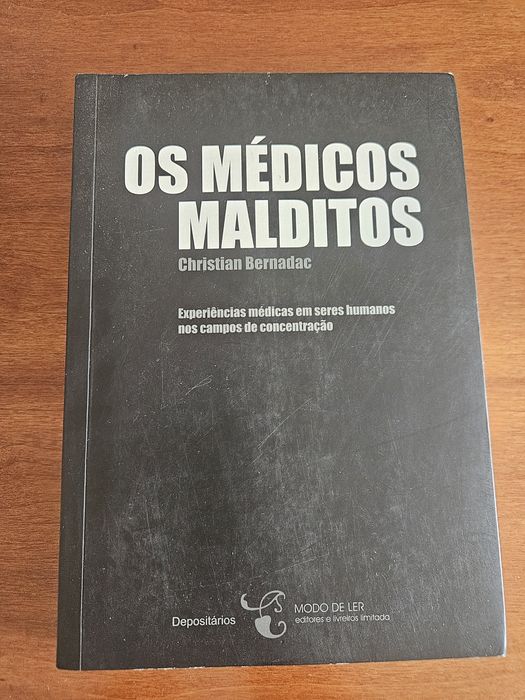 OS MÉDICOS
MALDITOS
Christian Bernadac
Experiências médicas em seres humanos
nos campos de concentração
Depositários
MODO DE LER
editores e livreiros limitada